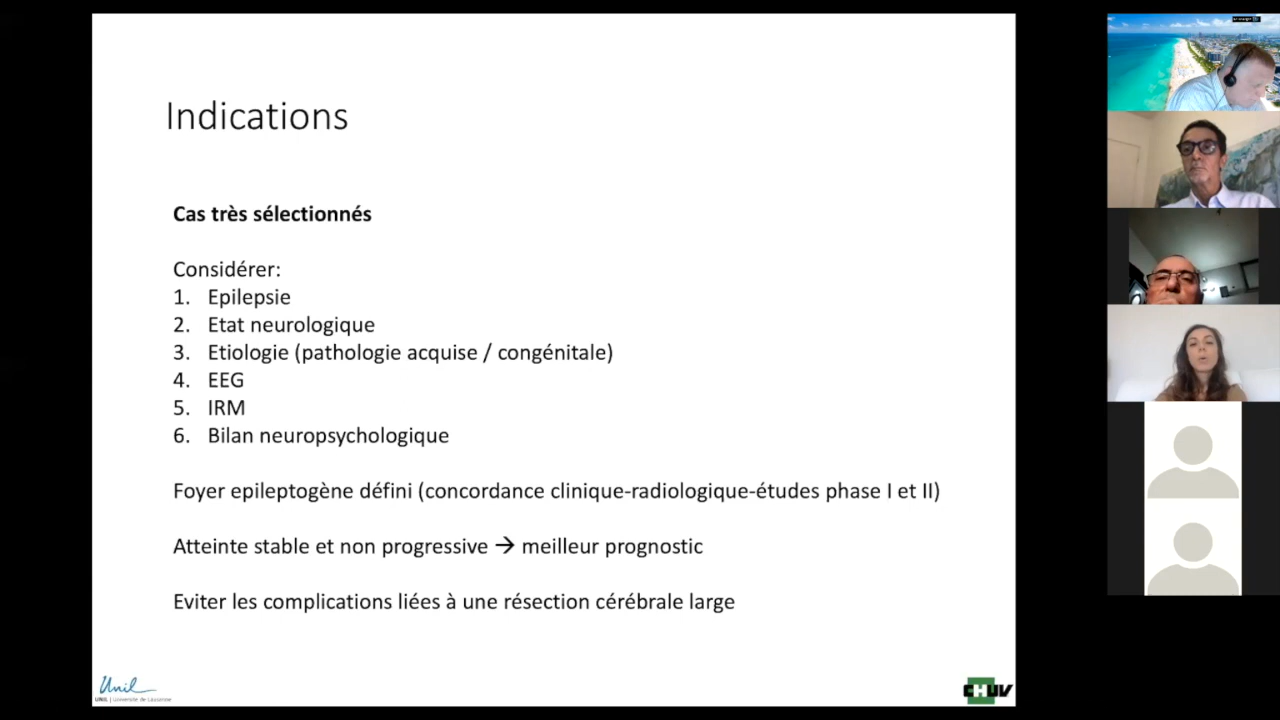 Indications
Cas très sélectionnés
Considérer:
1. Epilepsie
2. Etat neurologique
3. Etiologie (pathologie acquise / congénitale)
4. EEG
5. IRM
6. Bilan neuropsychologique
Foyer epileptogène défini (concordance clinique-radiologique-études phase I et II)
Atteinte stable et non progressive → meilleur prognostic
Eviter les complications liées à une résection cérébrale large
Unil
UNIL | Université de Lausanne
CHUV